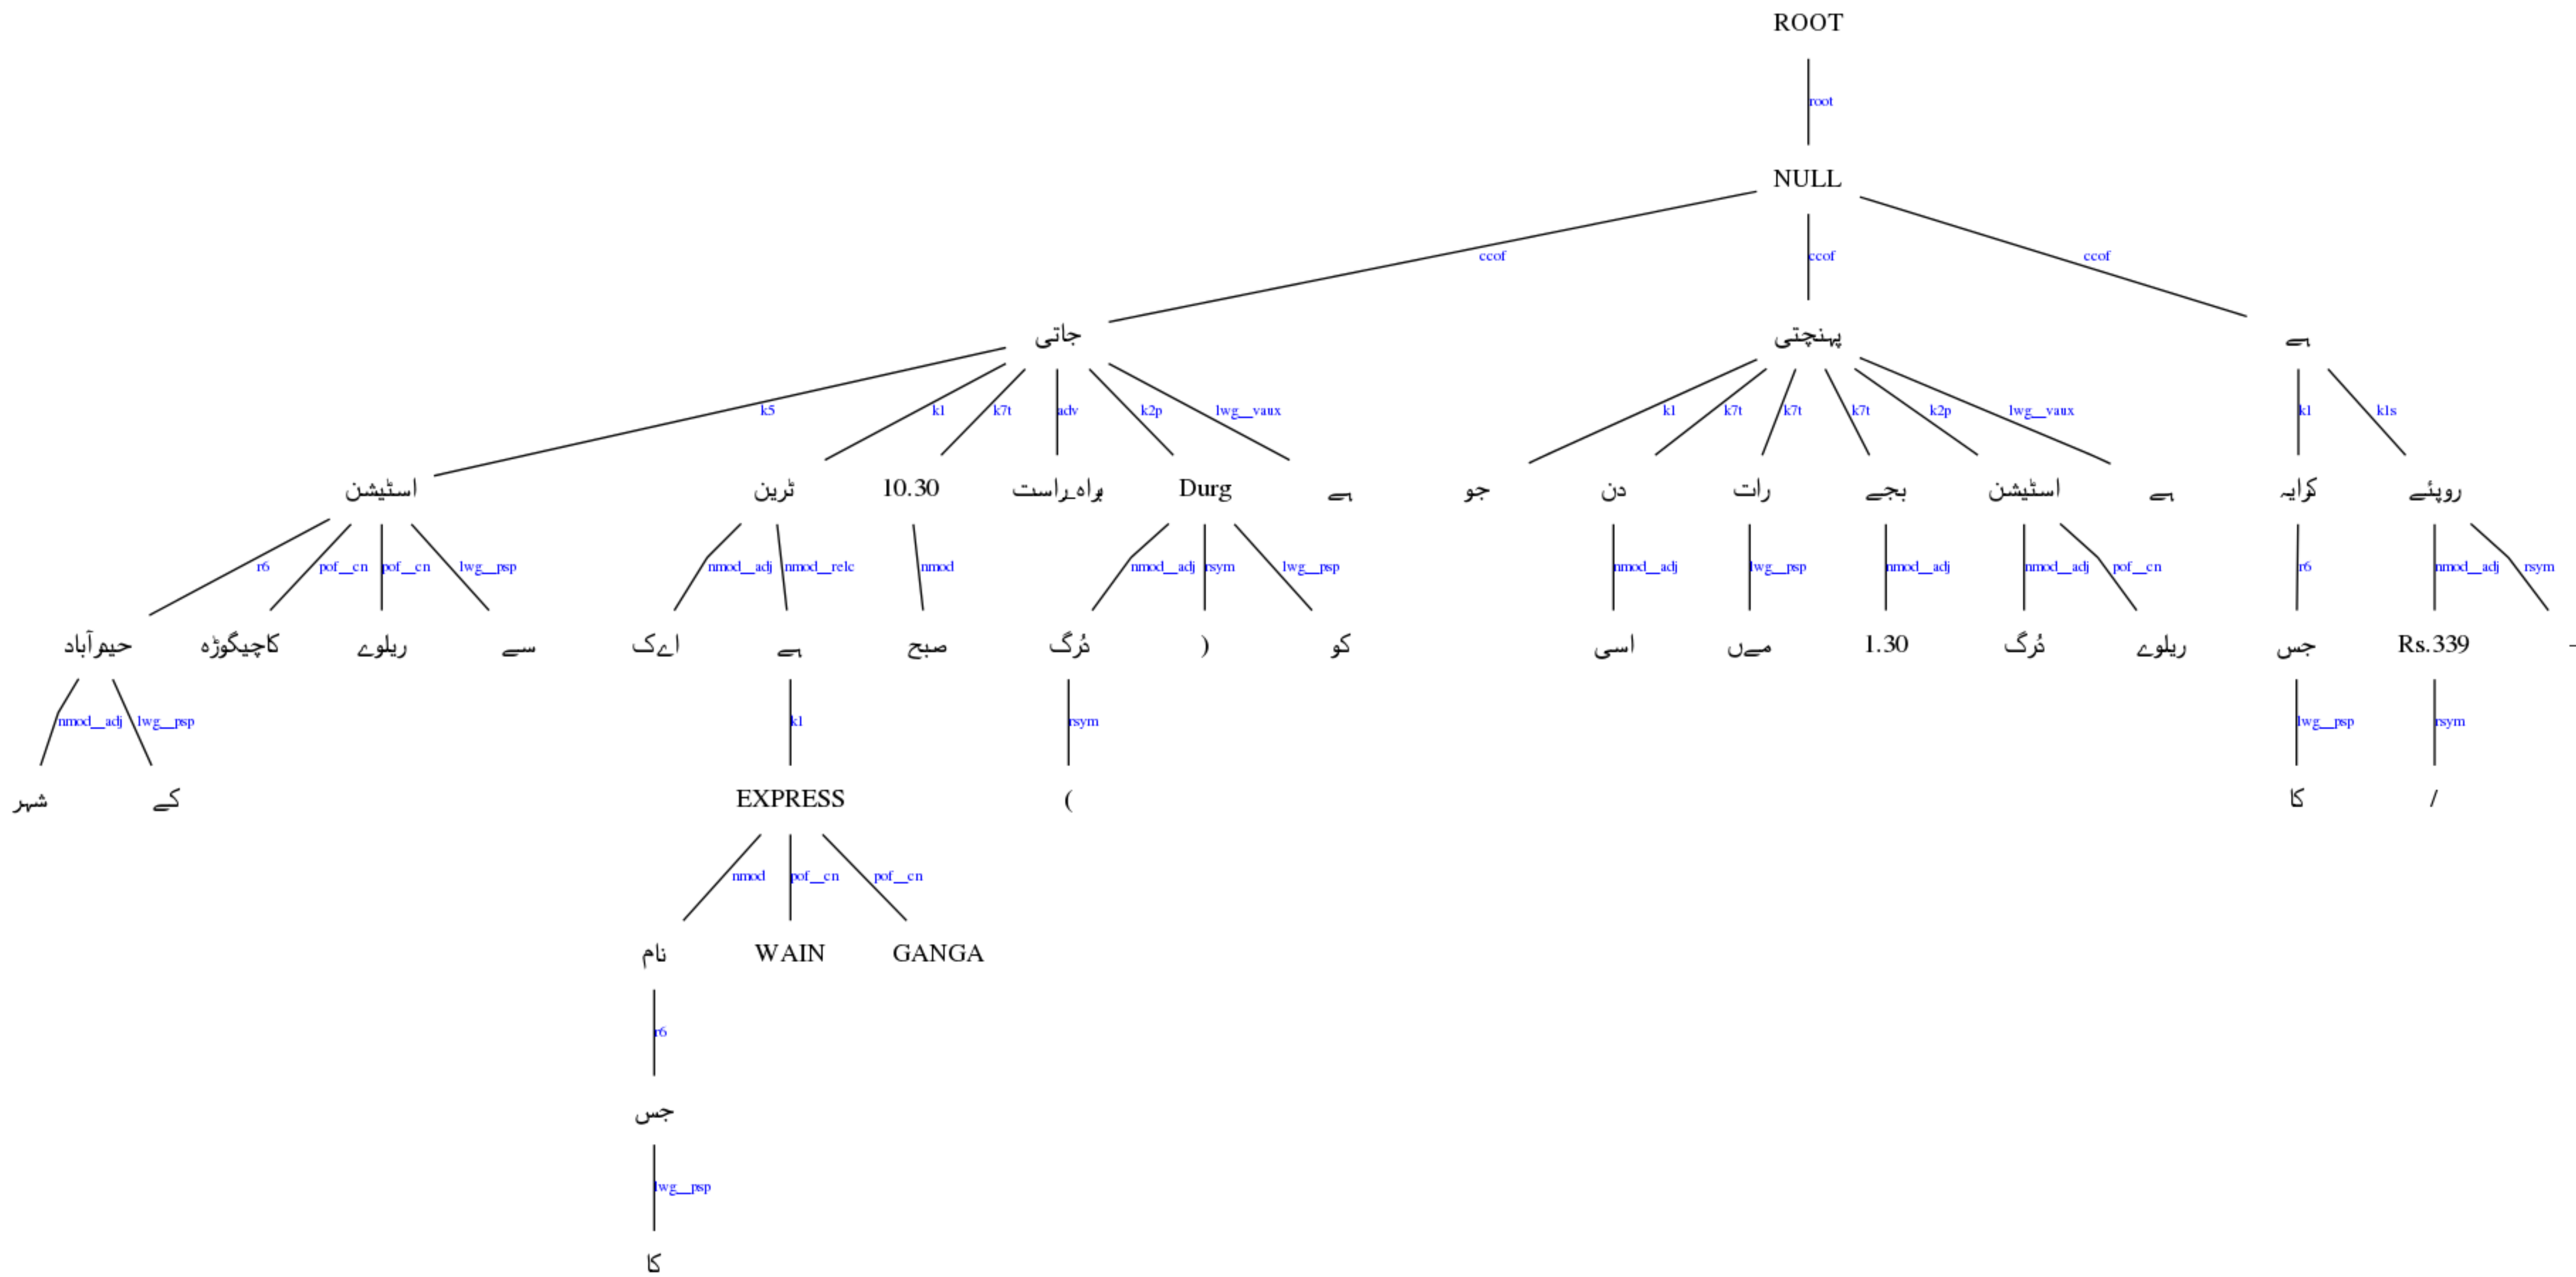 ROOT
root
NULL
ccof ccof ccof
جاتی پہنچتی ہے
k5 k1 k7t adv k2p lwg__vaux k1 k7t k7t k7t k2p lwg__vaux k1 k1s
اسٹیشن ٹرین 10.30 براہ_راست Durg ہے جو دن رات بجے اسٹیشن ہے کرایہ روپئے
r6 pof__cn pof__cn lwg__psp nmod__adj nmod__relc nmod nmod__adj rsym lwg__psp nmod__adj lwg__psp nmod__adj nmod__adj pof__cn r6 nmod__adj rsym
کاچیگوڑہ ریلوے سے اےک ہے صبح دُرگ ) کو اسی مےں 1.30 دُرگ ریلوے جس Rs.339
nmod__adj lwg__psp k1 rsym lwg__psp rsym
شہر کے EXPRESS ( کا /
nmod pof__cn pof__cn
نام WAIN GANGA
r6
جس
lwg__psp
کا